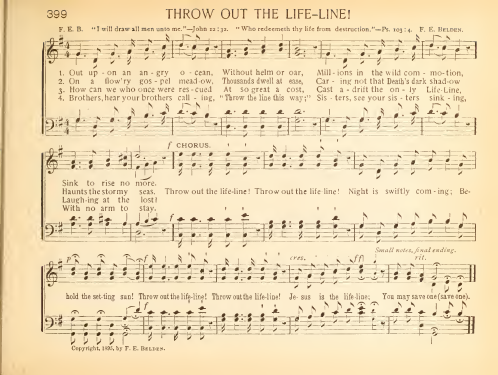 399 THROW OUT THE LIFE-LINE!
F. E. B. "I will draw all men unto me."—John 12:32. "Who redeemeth thy life from destruction."—Ps. 103:4. F. E. BELDEN.
1. Out up-on an an-gry o-cean, Without helm or oar, Mill-ions in the wild com-mo-tion,
2. On a flow'ry gos-pel mead-ow, Thousands dwell at ease, Car-ing not that Death's dark shad-ow
3. How can we who once were res-cued At so great a cost, Cast a-drift the on-ly Life-Line,
4. Brothers, hear your brothers call-ing, "Throw the line this way;" Sis-ters, see your sis-ters sink-ing,
f CHORUS.
Sink to rise no more.
Haunts the stormy seas. Throw out the life-line! Throw out the life-line! Night is swiftly com-ing; Be-
Laugh-ing at the lost!
With no arm to stay.
f
Small notes, final ending.
p cres. ff rit.
hold the set-ting sun! Throw out the life-line! Throw out the life-line! Je-sus is the life-line: You may save one (save one).
Copyright, 1895, by F. E. BELDEN.